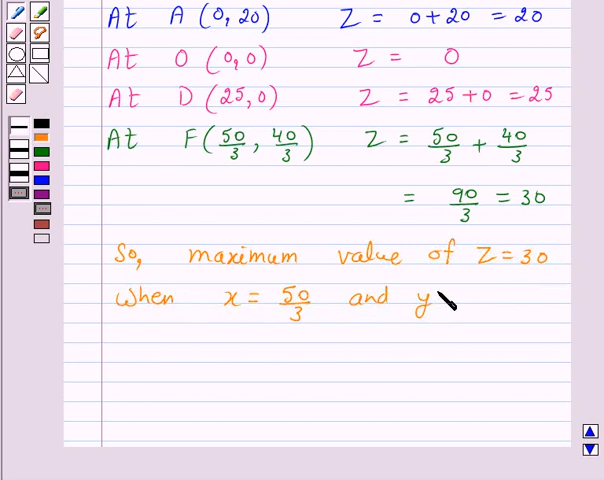 At A (0, 20) Z = 0 + 20 = 20
At O (0, 0) Z = 0
At D (25, 0) Z = 25 + 0 = 25
At F (50/3, 40/3) Z = 50/3 + 40/3
= 90/3 = 30
So, maximum value of Z = 30
when x = 50/3 and y